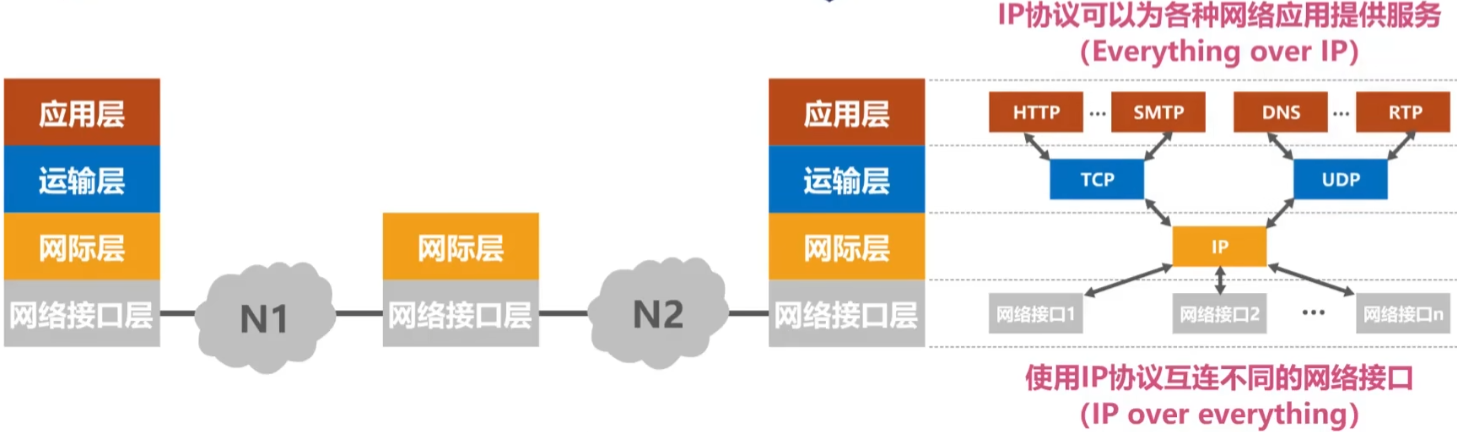 IP协议可以为各种网络应用提供服务
（Everything over IP）
应用层
运输层
网际层
网络接口层
N1
网际层
网络接口层
N2
应用层
运输层
网际层
网络接口层
HTTP ... SMTP DNS ... RTP
TCP UDP
IP
网络接口1 网络接口2 ... 网络接口n
使用IP协议互连不同的网络接口
（IP over everything）